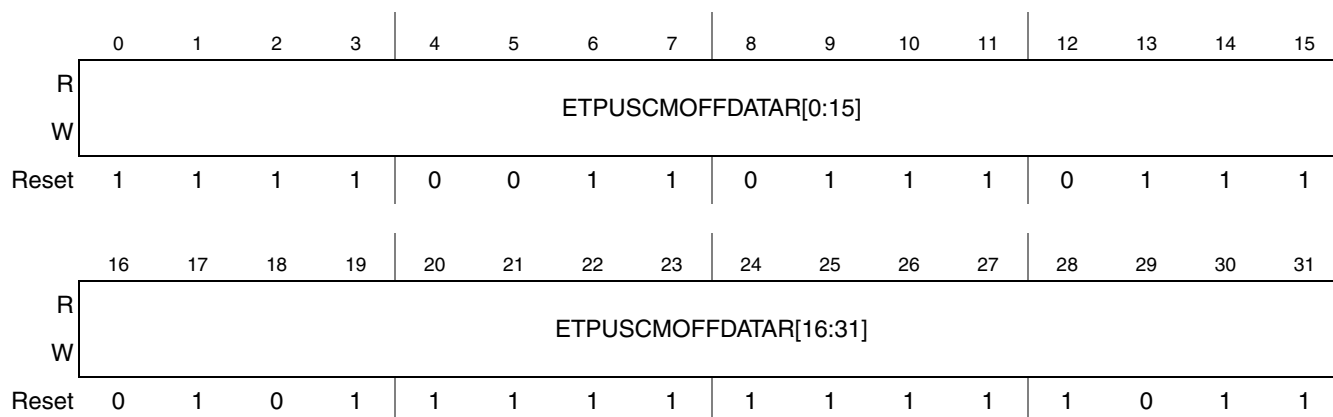 0 1 2 3 4 5 6 7 8 9 10 11 12 13 14 15
R
ETPUSCMOFFDATAR[0:15]
W
Reset 1 1 1 1 0 0 1 1 0 1 1 1 0 1 1 1
16 17 18 19 20 21 22 23 24 25 26 27 28 29 30 31
R
ETPUSCMOFFDATAR[16:31]
W
Reset 0 1 0 1 1 1 1 1 1 1 1 1 1 0 1 1